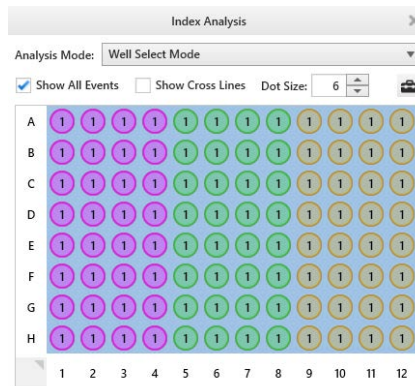 Index Analysis
Analysis Mode: Well Select Mode
Show All Events Show Cross Lines Dot Size: 6
A 1 1 1 1 1 1 1 1 1 1 1 1
B 1 1 1 1 1 1 1 1 1 1 1 1
C 1 1 1 1 1 1 1 1 1 1 1 1
D 1 1 1 1 1 1 1 1 1 1 1 1
E 1 1 1 1 1 1 1 1 1 1 1 1
F 1 1 1 1 1 1 1 1 1 1 1 1
G 1 1 1 1 1 1 1 1 1 1 1 1
H 1 1 1 1 1 1 1 1 1 1 1 1
1 2 3 4 5 6 7 8 9 10 11 12